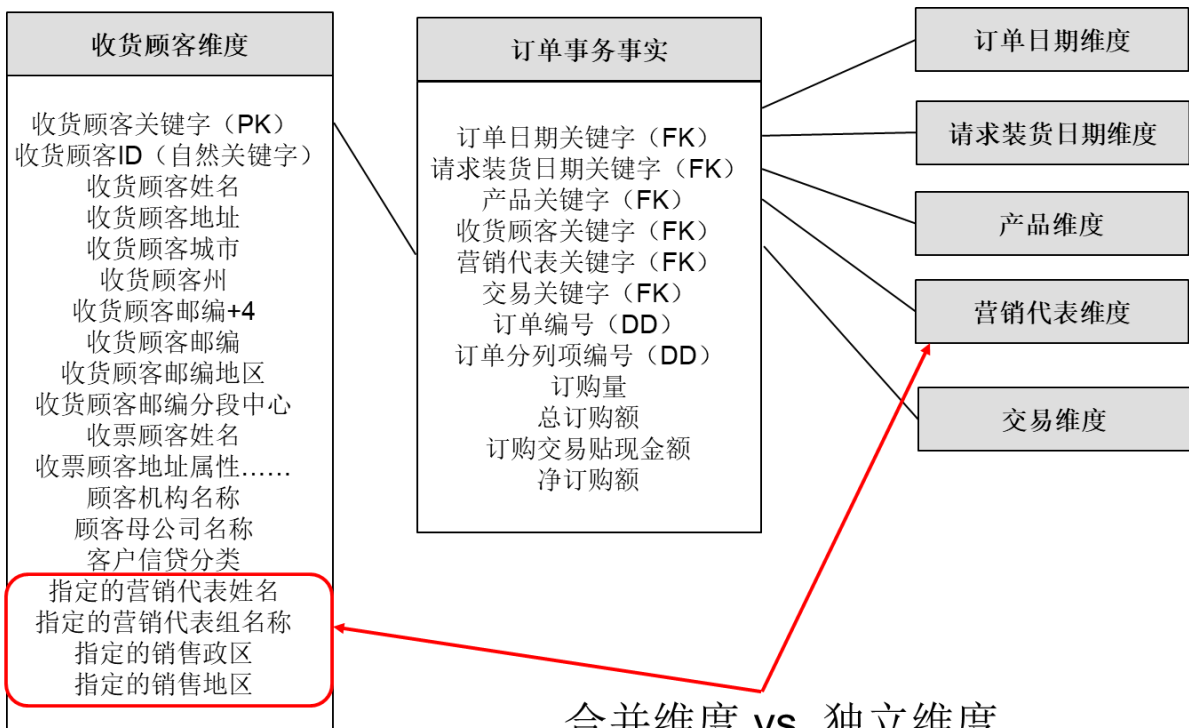 收货顾客维度
收货顾客关键字（PK）
收货顾客ID（自然关键字）
收货顾客姓名
收货顾客地址
收货顾客城市
收货顾客州
收货顾客邮编+4
收货顾客邮编
收货顾客邮编地区
收货顾客邮编分段中心
收票顾客姓名
收票顾客地址属性……
顾客机构名称
顾客母公司名称
客户信贷分类
指定的营销代表姓名
指定的营销代表组名称
指定的销售政区
指定的销售地区
订单事务事实
订单日期关键字（FK）
请求装货日期关键字（FK）
产品关键字（FK）
收货顾客关键字（FK）
营销代表关键字（FK）
交易关键字（FK）
订单编号（DD）
订单分列项编号（DD）
订购量
总订购额
订购交易贴现金额
净订购额
订单日期维度
请求装货日期维度
产品维度
营销代表维度
交易维度
合并维度 vs. 独立维度